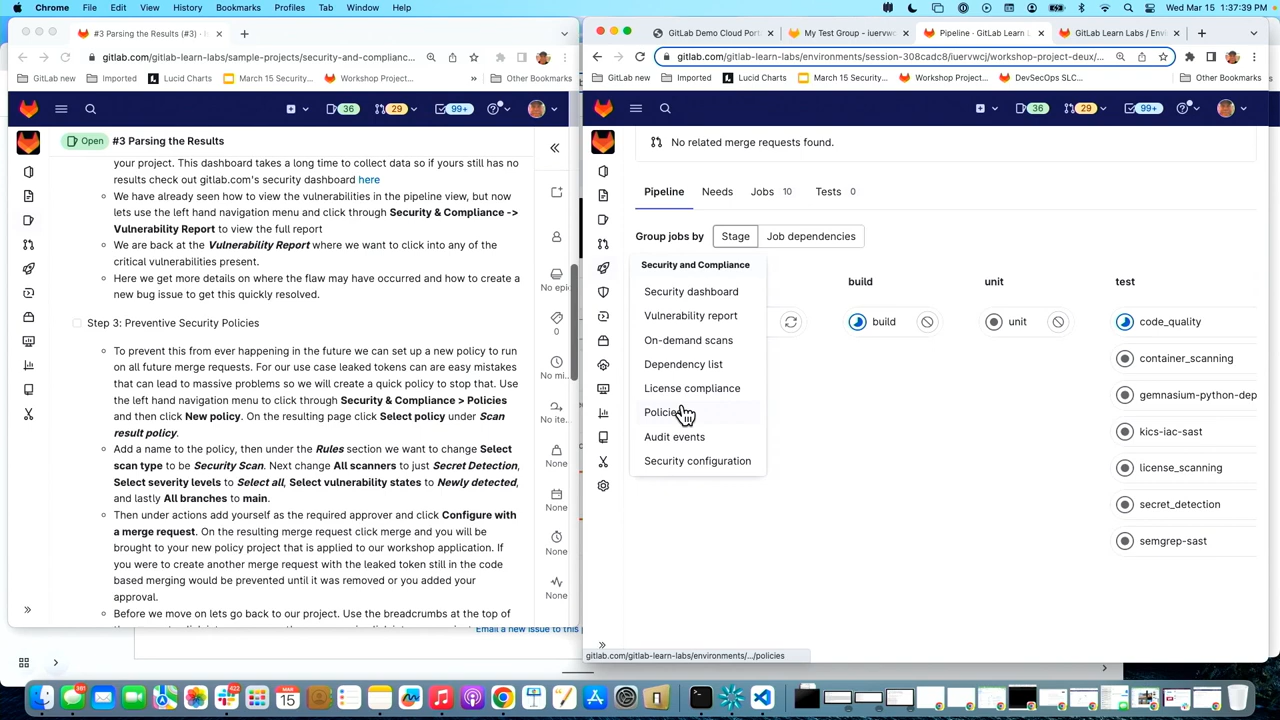 Chrome File Edit View History Bookmarks Profiles Tab Window Help
Wed Mar 15 1:37:39 PM
#3 Parsing the Results (#3) · I
gitlab.com/gitlab-learn-labs/sample-projects/security-and-complianc...
GitLab new Imported Lucid Charts March 15 Security... Workshop Project... » Other Bookmarks
36 29 99+
Open #3 Parsing the Results
your project. This dashboard takes a long time to collect data so if yours still has no
results check out gitlab.com's security dashboard here
We have already seen how to view the vulnerabilities in the pipeline view, but now
lets use the left hand navigation menu and click through Security & Compliance ->
Vulnerability Report to view the full report
We are back at the Vulnerability Report where we want to click into any of the
critical vulnerabilities present.
Here we get more details on where the flaw may have occurred and how to create a
new bug issue to get this quickly resolved.
Step 3: Preventive Security Policies
To prevent this from ever happening in the future we can set up a new policy to run
on all future merge requests. For our use case leaked tokens can are easy mistakes
that can lead to massive problems so we will create a quick policy to stop that. Use
the left hand navigation menu to click through Security & Compliance > Policies
and then click New policy. On the resulting page click Select policy under Scan
result policy.
Add a name to the policy, then under the Rules section we want to change Select
scan type to be Security Scan. Next change All scanners to just Secret Detection,
Select severity levels to Select all, Select vulnerability states to Newly detected,
and lastly All branches to main.
Then under actions add yourself as the required approver and click Configure with
a merge request. On the resulting merge request click merge and you will be
brought to your new policy project that is applied to our workshop application. If
you were to create another merge request with the leaked token still in the code
based merging would be prevented until it was removed or you added your
approval.
Before we move on lets go back to our project. Use the breadcrumbs at the top of
No epi
0
No mi...
No ite...
None
None
None
None
Email a new issue to this
GitLab Demo Cloud Port
My Test Group · iuervwc
Pipeline · GitLab Learn L
GitLab Learn Labs / Envi
gitlab.com/gitlab-learn-labs/environments/session-308cadc8/iuervwcj/workshop-project-deux/...
GitLab new Imported Lucid Charts March 15 Security... Workshop Project... DevSecOps SLC... » Other Bookmarks
36 29 99+
No related merge requests found.
Pipeline Needs Jobs 10 Tests 0
Group jobs by Stage Job dependencies
Security and Compliance
Security dashboard
Vulnerability report
On-demand scans
Dependency list
License compliance
Policies
Audit events
Security configuration
build
build
unit
unit
test
code_quality
container_scanning
gemnasium-python-dep
kics-iac-sast
license_scanning
secret_detection
semgrep-sast
gitlab.com/gitlab-learn-labs/environments/.../policies
391
MAR
15
422